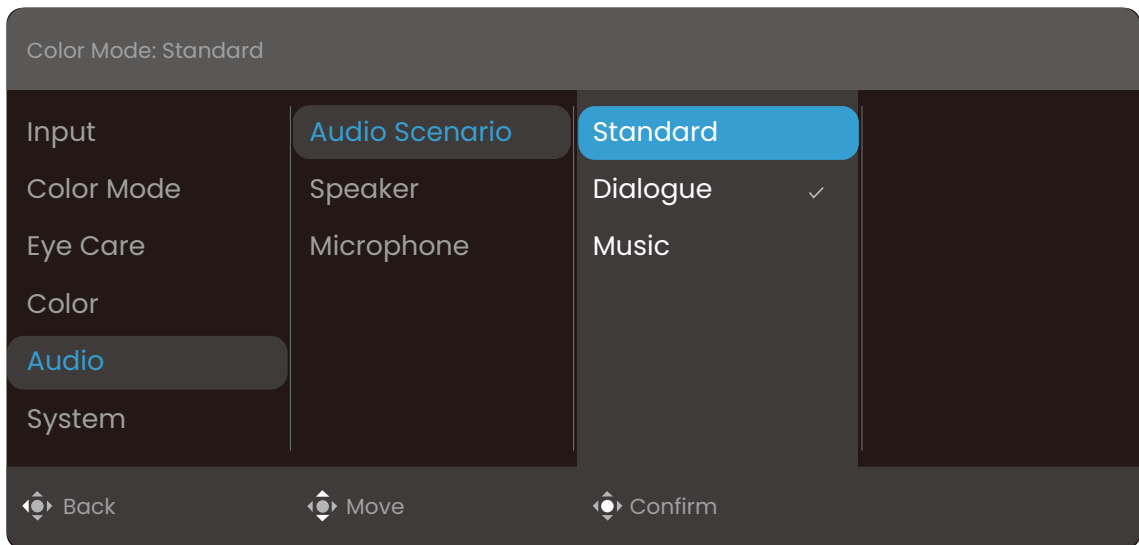 Color Mode: Standard
Input
Color Mode
Eye Care
Color
Audio
System
Audio Scenario
Speaker
Microphone
Standard
Dialogue
Music
Back
Move
Confirm